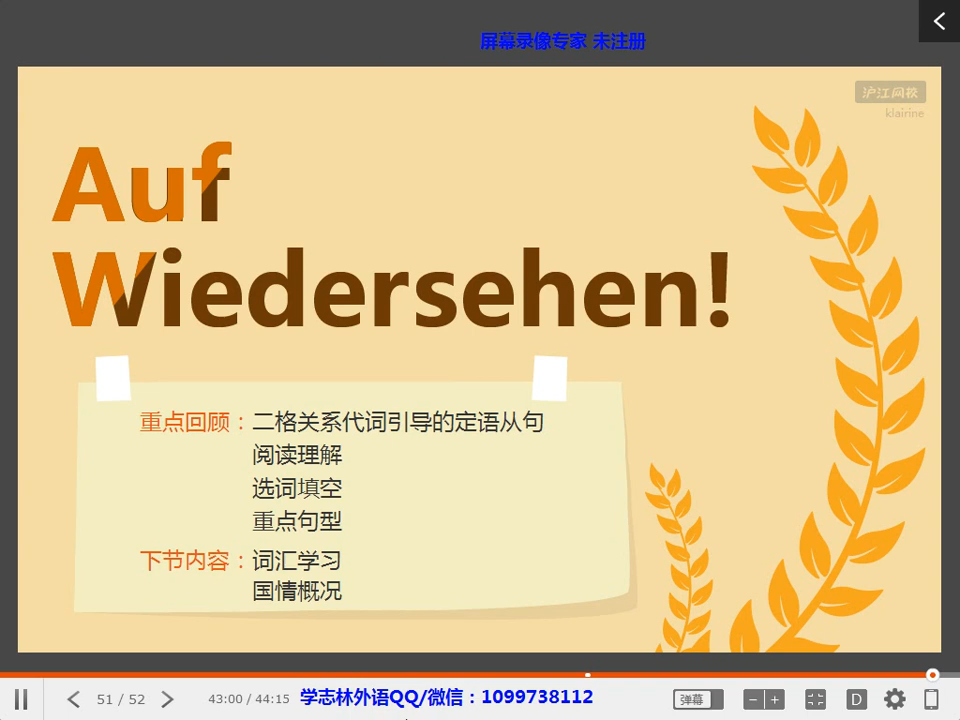 屏幕录像专家 未注册
沪江网校
klairine
Auf
Wiedersehen!
重点回顾：二格关系代词引导的定语从句
阅读理解
选词填空
重点句型
下节内容：词汇学习
国情概况
51 / 52
43:00 / 44:15
学志林外语QQ/微信：1099738112
弹幕
D